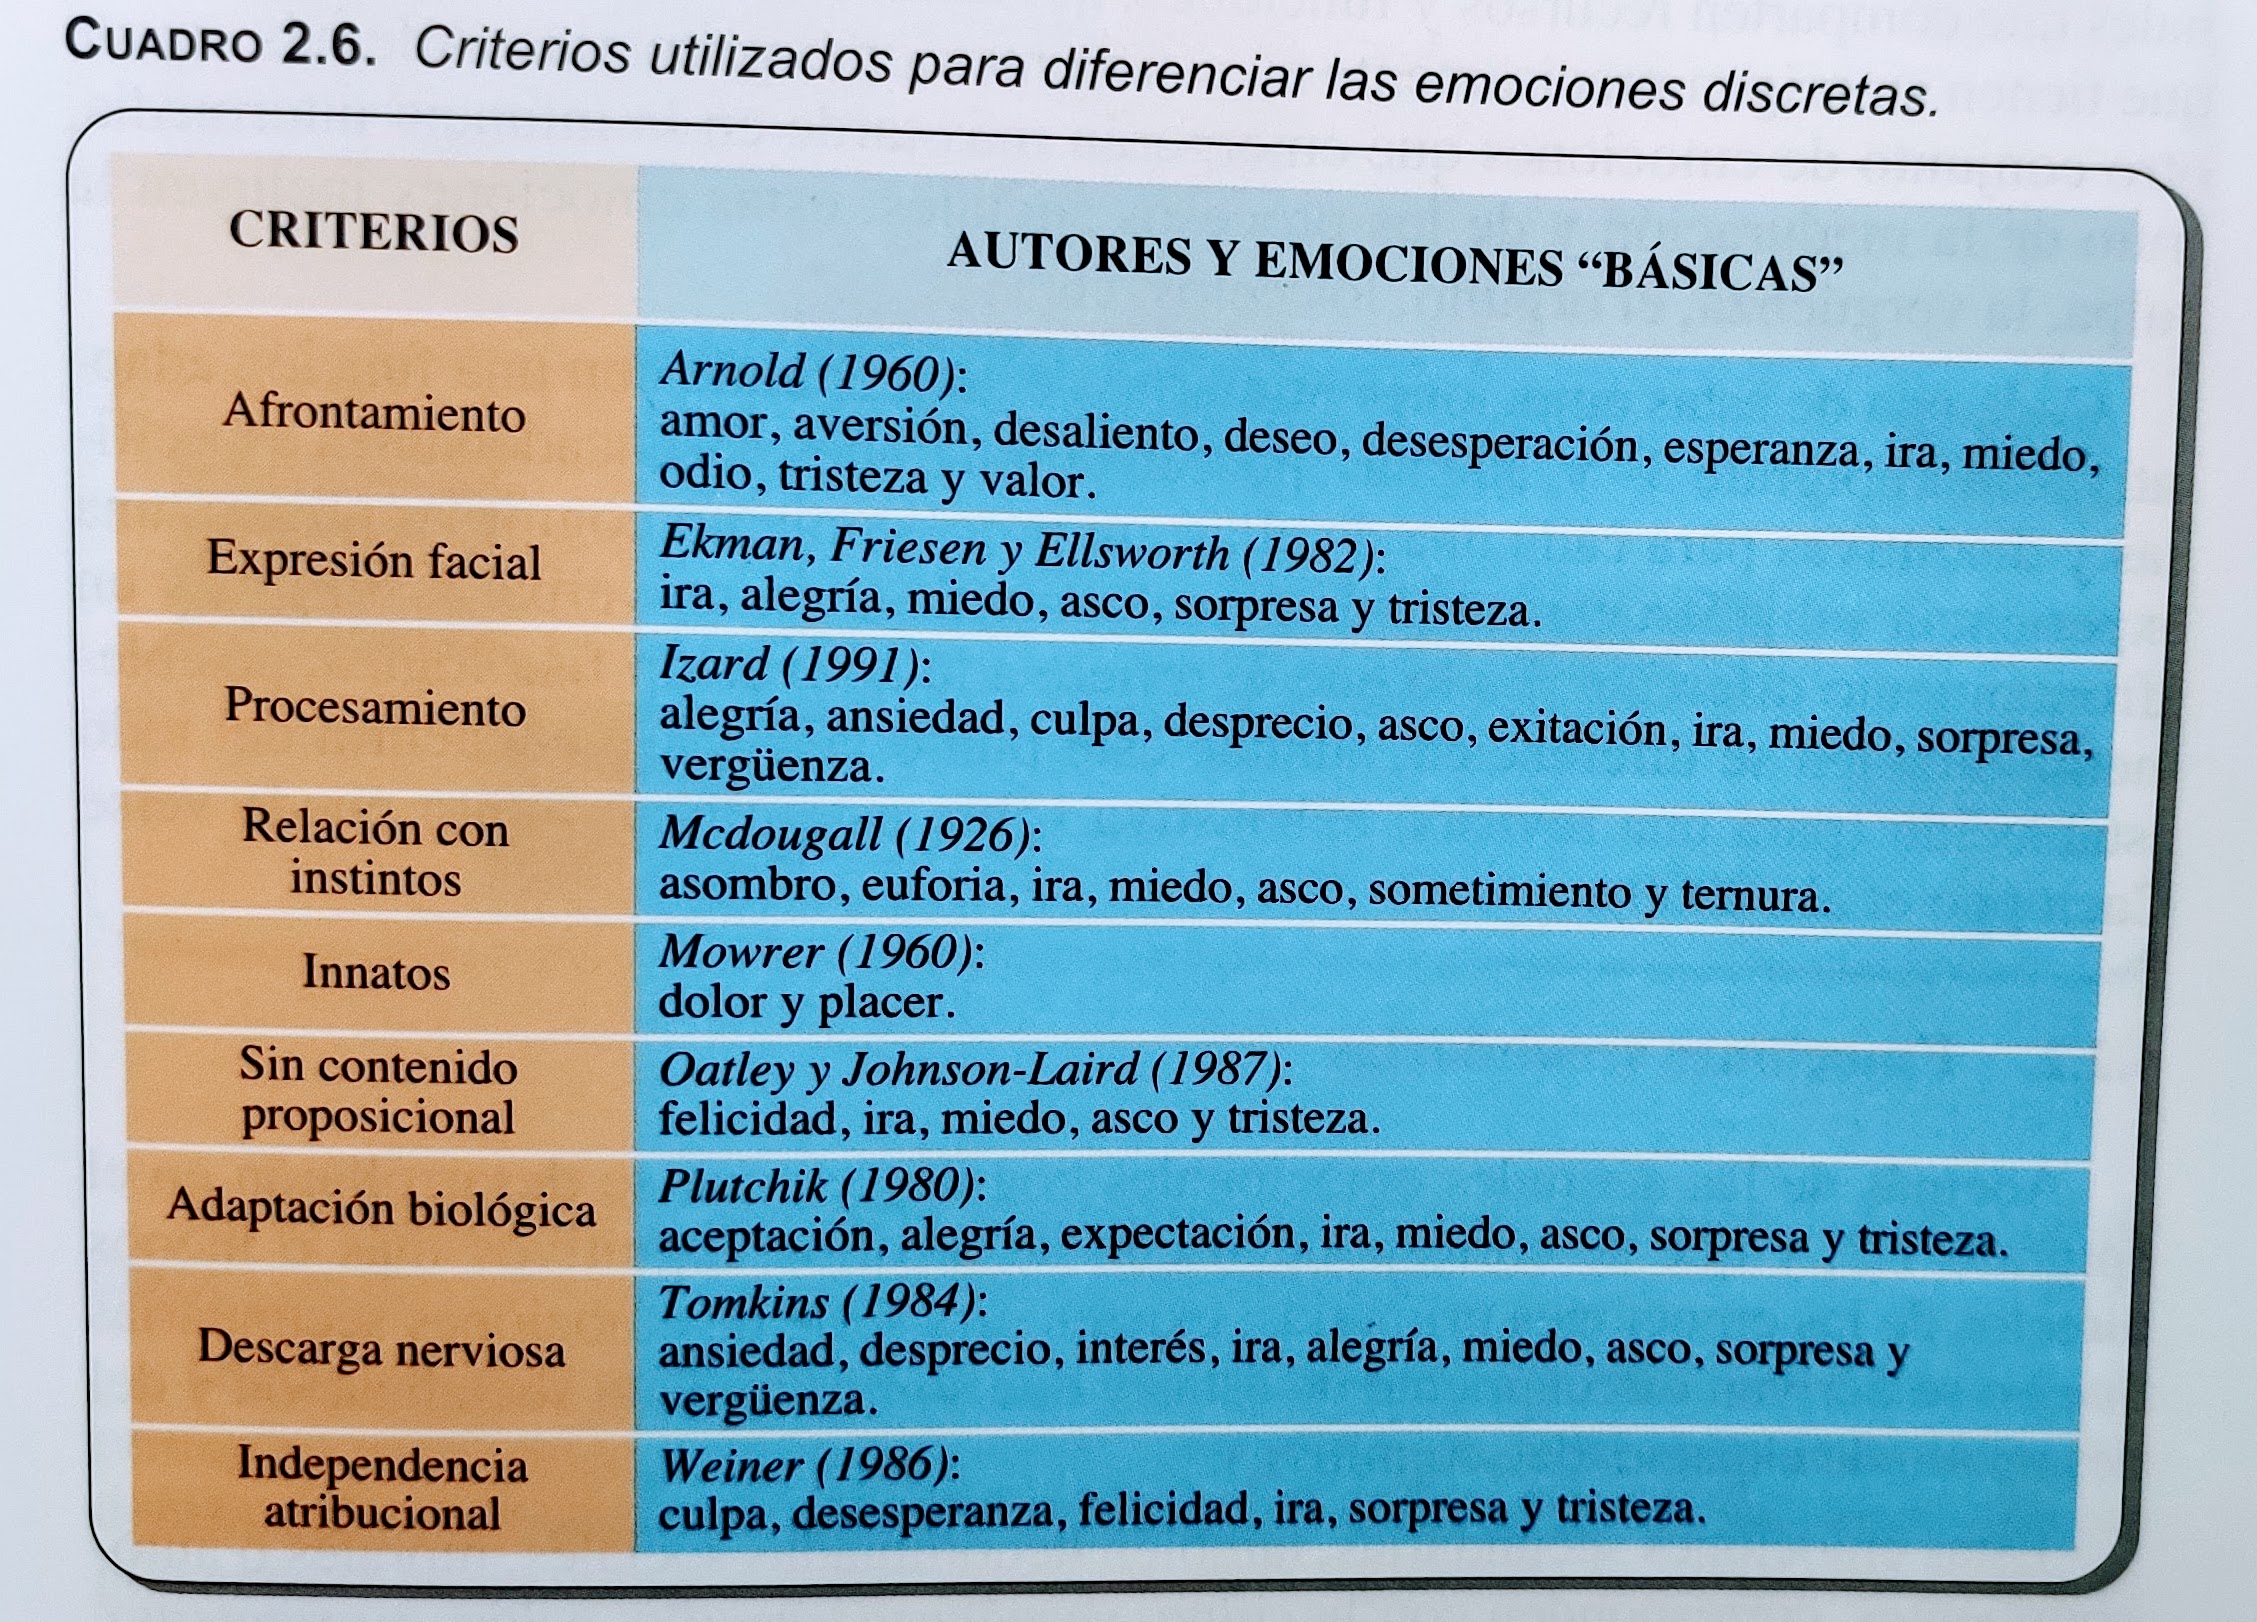 CUADRO 2.6. Criterios utilizados para diferenciar las emociones discretas.
CRITERIOS
AUTORES Y EMOCIONES “BÁSICAS”
Afrontamiento
Arnold (1960):
amor, aversión, desaliento, deseo, desesperación, esperanza, ira, miedo,
odio, tristeza y valor.
Expresión facial
Ekman, Friesen y Ellsworth (1982):
ira, alegría, miedo, asco, sorpresa y tristeza.
Procesamiento
Izard (1991):
alegría, ansiedad, culpa, desprecio, asco, exitación, ira, miedo, sorpresa,
vergüenza.
Relación con
instintos
Mcdougall (1926):
asombro, euforia, ira, miedo, asco, sometimiento y ternura.
Innatos
Mowrer (1960):
dolor y placer.
Sin contenido
proposicional
Oatley y Johnson-Laird (1987):
felicidad, ira, miedo, asco y tristeza.
Adaptación biológica
Plutchik (1980):
aceptación, alegría, expectación, ira, miedo, asco, sorpresa y tristeza.
Descarga nerviosa
Tomkins (1984):
ansiedad, desprecio, interés, ira, alegría, miedo, asco, sorpresa y
vergüenza.
Independencia
atribucional
Weiner (1986):
culpa, desesperanza, felicidad, ira, sorpresa y tristeza.